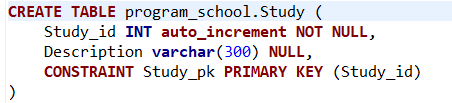 CREATE TABLE program_school.Study (
    Study_id INT auto_increment NOT NULL,
    Description varchar(300) NULL,
    CONSTRAINT Study_pk PRIMARY KEY (Study_id)
)